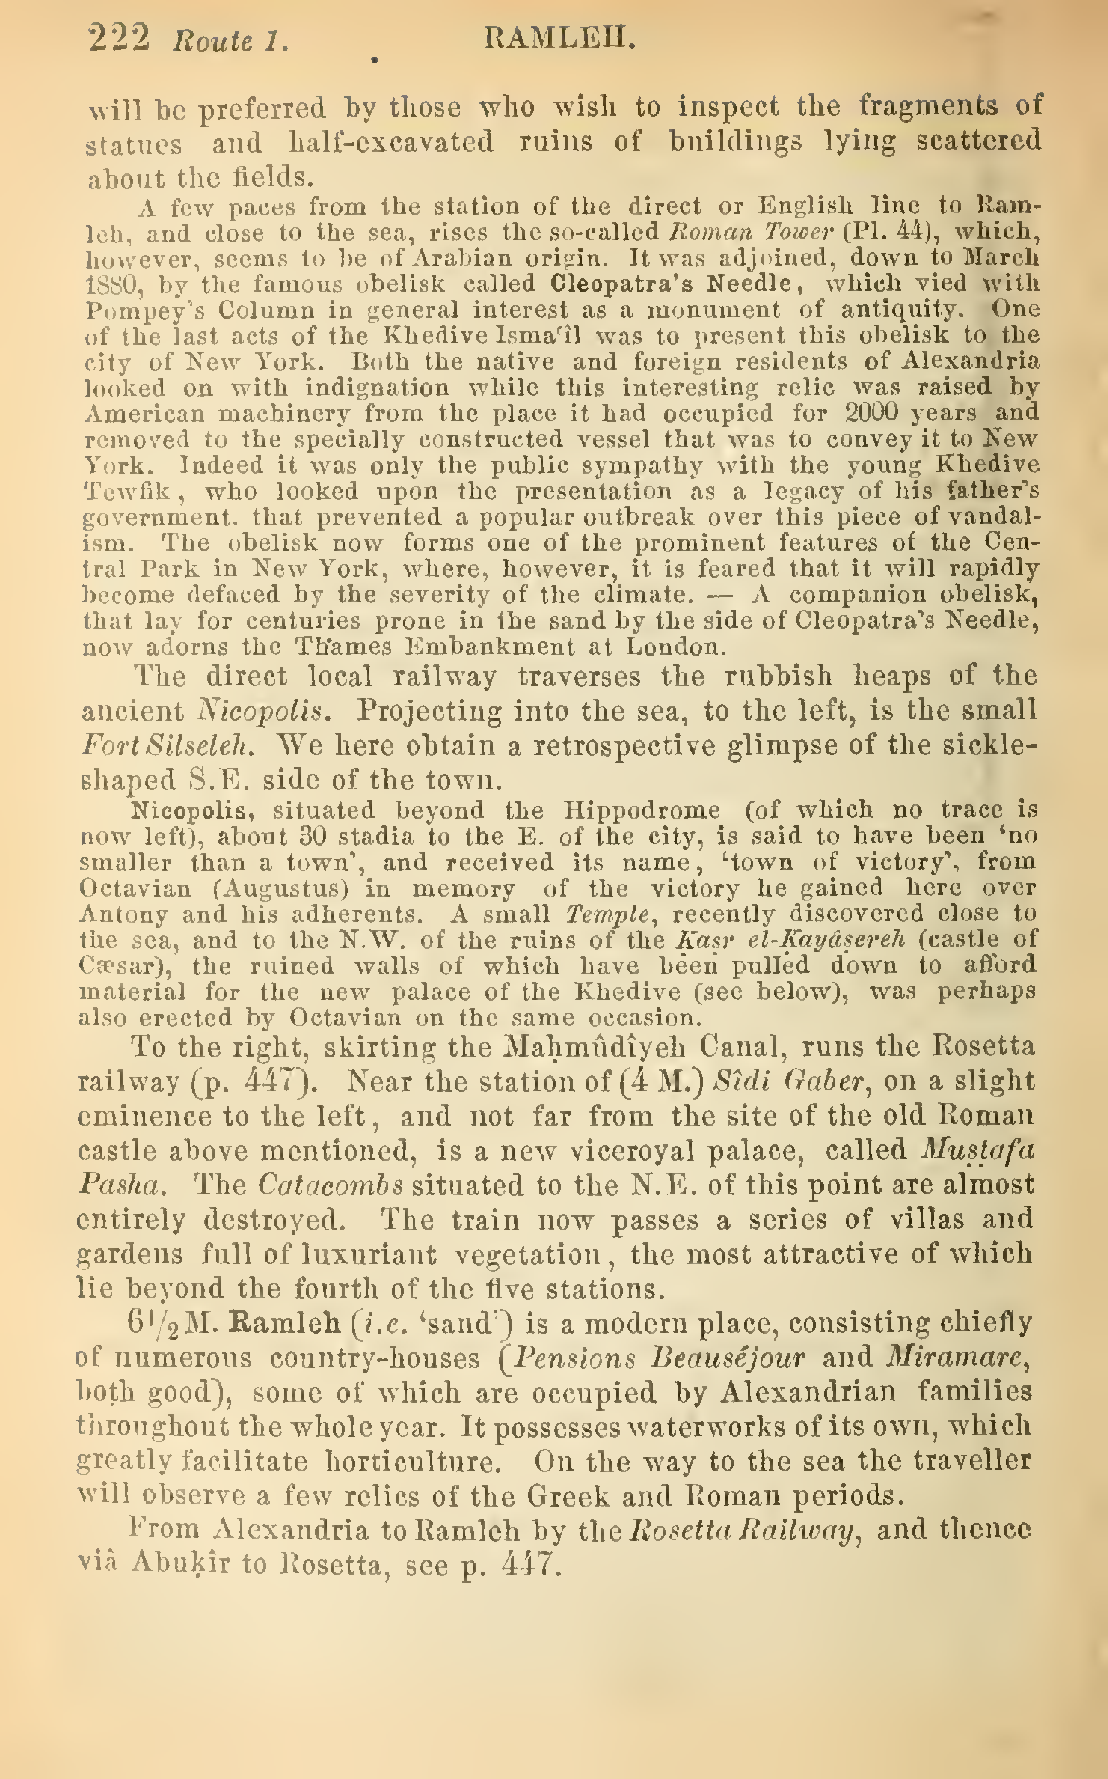 222 Route 1. RAMLEH.
will be preferred by those who wish to inspect the fragments of
statues and half-excavated ruins of buildings lying scattered
about the fields.
A few paces from the station of the direct or English line to Ram-
leh, and close to the sea, rises the so-called Roman Tower (Pl. 44), which,
however, seems to be of Arabian origin. It was adjoined, down to March
1880, by the famous obelisk called Cleopatra's Needle, which vied with
Pompey's Column in general interest as a monument of antiquity. One
of the last acts of the Khedive Isma'îl was to present this obelisk to the
city of New York. Both the native and foreign residents of Alexandria
looked on with indignation while this interesting relic was raised by
American machinery from the place it had occupied for 2000 years and
removed to the specially constructed vessel that was to convey it to New
York. Indeed it was only the public sympathy with the young Khedive
Tewfik, who looked upon the presentation as a legacy of his father's
government, that prevented a popular outbreak over this piece of vandal-
ism. The obelisk now forms one of the prominent features of the Cen-
tral Park in New York, where, however, it is feared that it will rapidly
become defaced by the severity of the climate. — A companion obelisk,
that lay for centuries prone in the sand by the side of Cleopatra's Needle,
now adorns the Thames Embankment at London.
The direct local railway traverses the rubbish heaps of the
ancient Nicopolis. Projecting into the sea, to the left, is the small
Fort Silseleh. We here obtain a retrospective glimpse of the sickle-
shaped S.E. side of the town.
Nicopolis, situated beyond the Hippodrome (of which no trace is
now left), about 30 stadia to the E. of the city, is said to have been 'no
smaller than a town', and received its name, 'town of victory', from
Octavian (Augustus) in memory of the victory he gained here over
Antony and his adherents. A small Temple, recently discovered close to
the sea, and to the N.W. of the ruins of the Ḳaṣr el-Ḳayâṣereh (castle of
Cæsar), the ruined walls of which have been pulled down to afford
material for the new palace of the Khedive (see below), was perhaps
also erected by Octavian on the same occasion.
To the right, skirting the Maḥmûdîyeh Canal, runs the Rosetta
railway (p. 447). Near the station of (4 M.) Sîdi Gaber, on a slight
eminence to the left, and not far from the site of the old Roman
castle above mentioned, is a new viceroyal palace, called Muṣṭafa
Pasha. The Catacombs situated to the N.E. of this point are almost
entirely destroyed. The train now passes a series of villas and
gardens full of luxuriant vegetation, the most attractive of which
lie beyond the fourth of the five stations.
6 1/2 M. Ramleh (i.e. 'sand') is a modern place, consisting chiefly
of numerous country-houses (Pensions Beauséjour and Miramare,
both good), some of which are occupied by Alexandrian families
throughout the whole year. It possesses waterworks of its own, which
greatly facilitate horticulture. On the way to the sea the traveller
will observe a few relics of the Greek and Roman periods.
From Alexandria to Ramleh by the Rosetta Railway, and thence
viâ Abuḳîr to Rosetta, see p. 447.